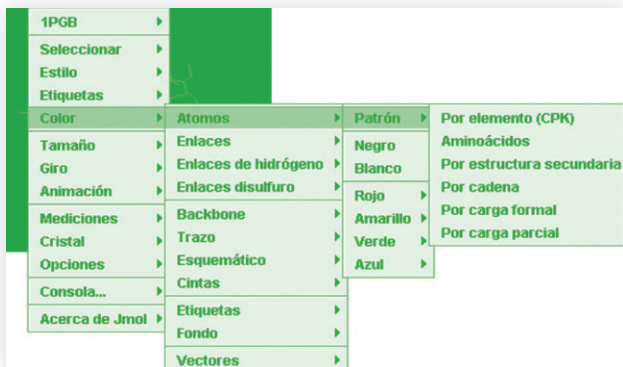 1PGB
Seleccionar
Estilo
Etiquetas
Color
Tamaño
Giro
Animación
Mediciones
Cristal
Opciones
Consola...
Acerca de Jmol
Atomos
Enlaces
Enlaces de hidrógeno
Enlaces disulfuro
Backbone
Trazo
Esquemático
Cintas
Etiquetas
Fondo
Vectores
Patrón
Negro
Blanco
Rojo
Amarillo
Verde
Azul
Por elemento (CPK)
Aminoácidos
Por estructura secundaria
Por cadena
Por carga formal
Por carga parcial